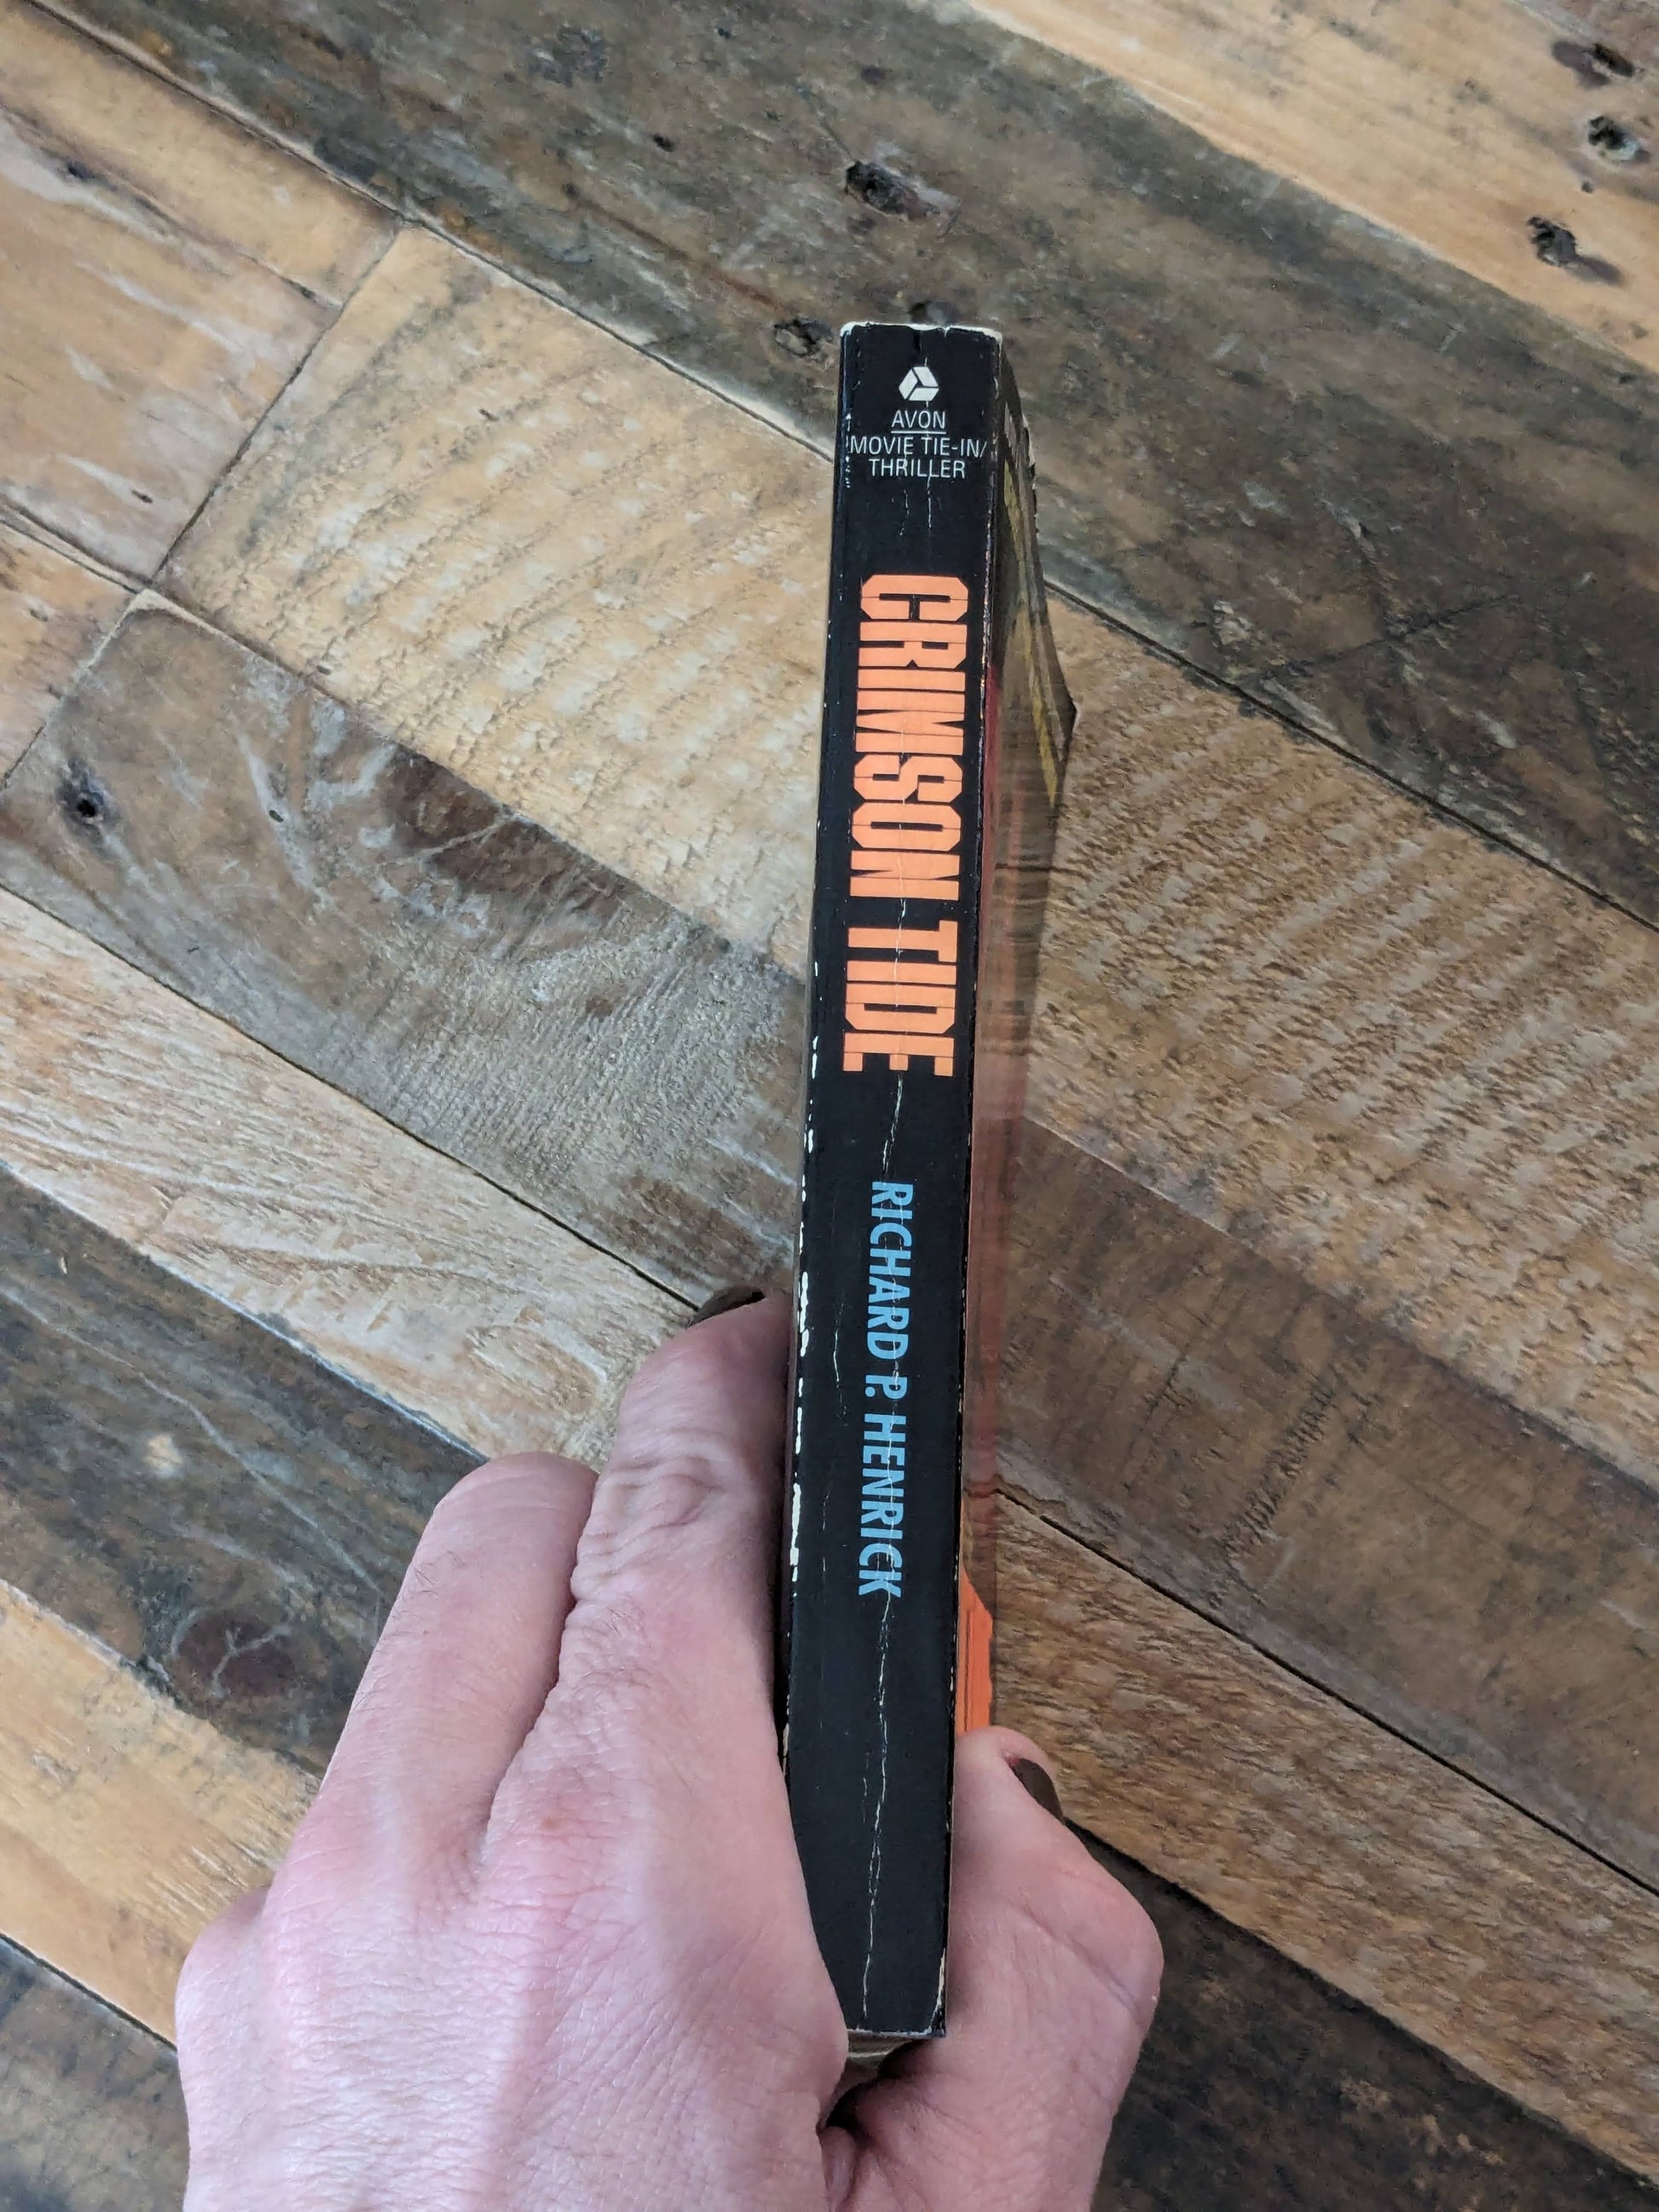 AVON
MOVIE TIE-IN/
THRILLER
CRIMSON TIDE
RICHARD P. HENRICK